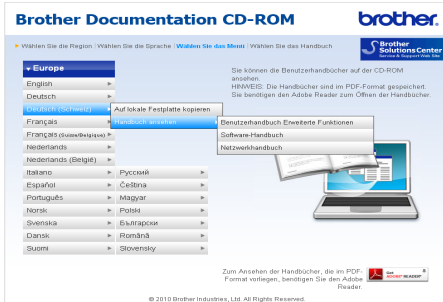 Brother Documentation CD-ROM
brother.
Wählen Sie die Region | Wählen Sie die Sprache | Wählen Sie das Menü | Wählen Sie das Handbuch
Brother
Solutions Center
Service & Support Web Site
Europe
English
Deutsch
Deutsch (Schweiz)
Français
Français (Suisse/Belgique)
Nederlands
Nederlands (België)
Italiano
Español
Português
Norsk
Svenska
Dansk
Suomi
Русский
Čeština
Magyar
Polski
Български
Română
Slovensky
Auf lokale Festplatte kopieren
Handbuch ansehen
Benutzerhandbuch Erweiterte Funktionen
Software-Handbuch
Netzwerkhandbuch
Sie können die Benutzerhandbücher auf der CD-ROM
ansehen.
HINWEIS: Die Handbücher sind im PDF-Format gespeichert.
Sie benötigen den Adobe Reader zum Öffnen der Handbücher.
Zum Ansehen der Handbücher, die im PDF-
Format vorliegen, benötigen Sie den Adobe
Reader.
Get
ADOBE® READER®
© 2010 Brother Industries, Ltd. All Rights Reserved.